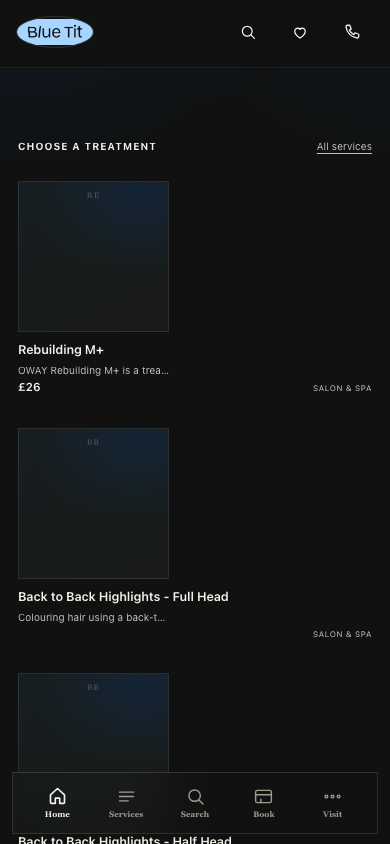 Blue Tit
CHOOSE A TREATMENT
All services
RE
Rebuilding M+
OWAY Rebuilding M+ is a trea...
£26
SALON & SPA
BB
Back to Back Highlights - Full Head
Colouring hair using a back-t...
SALON & SPA
BB
Home
Services
Search
Book
Visit
Back to Back Highlights - Half Head